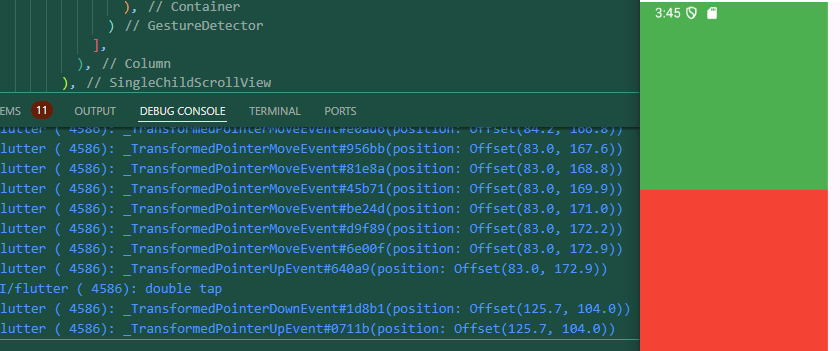 ), // Container
) // GestureDetector
],
), // Column
), // SingleChildScrollView
EMS 11 OUTPUT DEBUG CONSOLE TERMINAL PORTS
lutter ( 4586): _TransformedPointerMoveEvent#e0ad6(position: Offset(84.2, 166.8))
lutter ( 4586): _TransformedPointerMoveEvent#956bb(position: Offset(83.0, 167.6))
lutter ( 4586): _TransformedPointerMoveEvent#81e8a(position: Offset(83.0, 168.8))
lutter ( 4586): _TransformedPointerMoveEvent#45b71(position: Offset(83.0, 169.9))
lutter ( 4586): _TransformedPointerMoveEvent#be24d(position: Offset(83.0, 171.0))
lutter ( 4586): _TransformedPointerMoveEvent#d9f89(position: Offset(83.0, 172.2))
lutter ( 4586): _TransformedPointerMoveEvent#6e00f(position: Offset(83.0, 172.9))
lutter ( 4586): _TransformedPointerUpEvent#640a9(position: Offset(83.0, 172.9))
I/flutter ( 4586): double tap
lutter ( 4586): _TransformedPointerDownEvent#1d8b1(position: Offset(125.7, 104.0))
lutter ( 4586): _TransformedPointerUpEvent#0711b(position: Offset(125.7, 104.0))
3:45